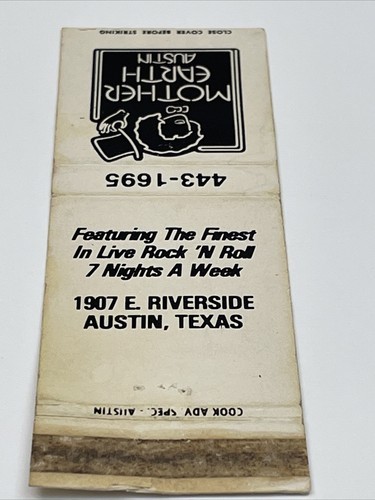 CLOSE COVER BEFORE STRIKING
MOTHER
EARTH
AUSTIN
443-1695
Featuring The Finest
In Live Rock 'N Roll
7 Nights A Week
1907 E. RIVERSIDE
AUSTIN, TEXAS
COOK ADV SPEC. - AUSTIN